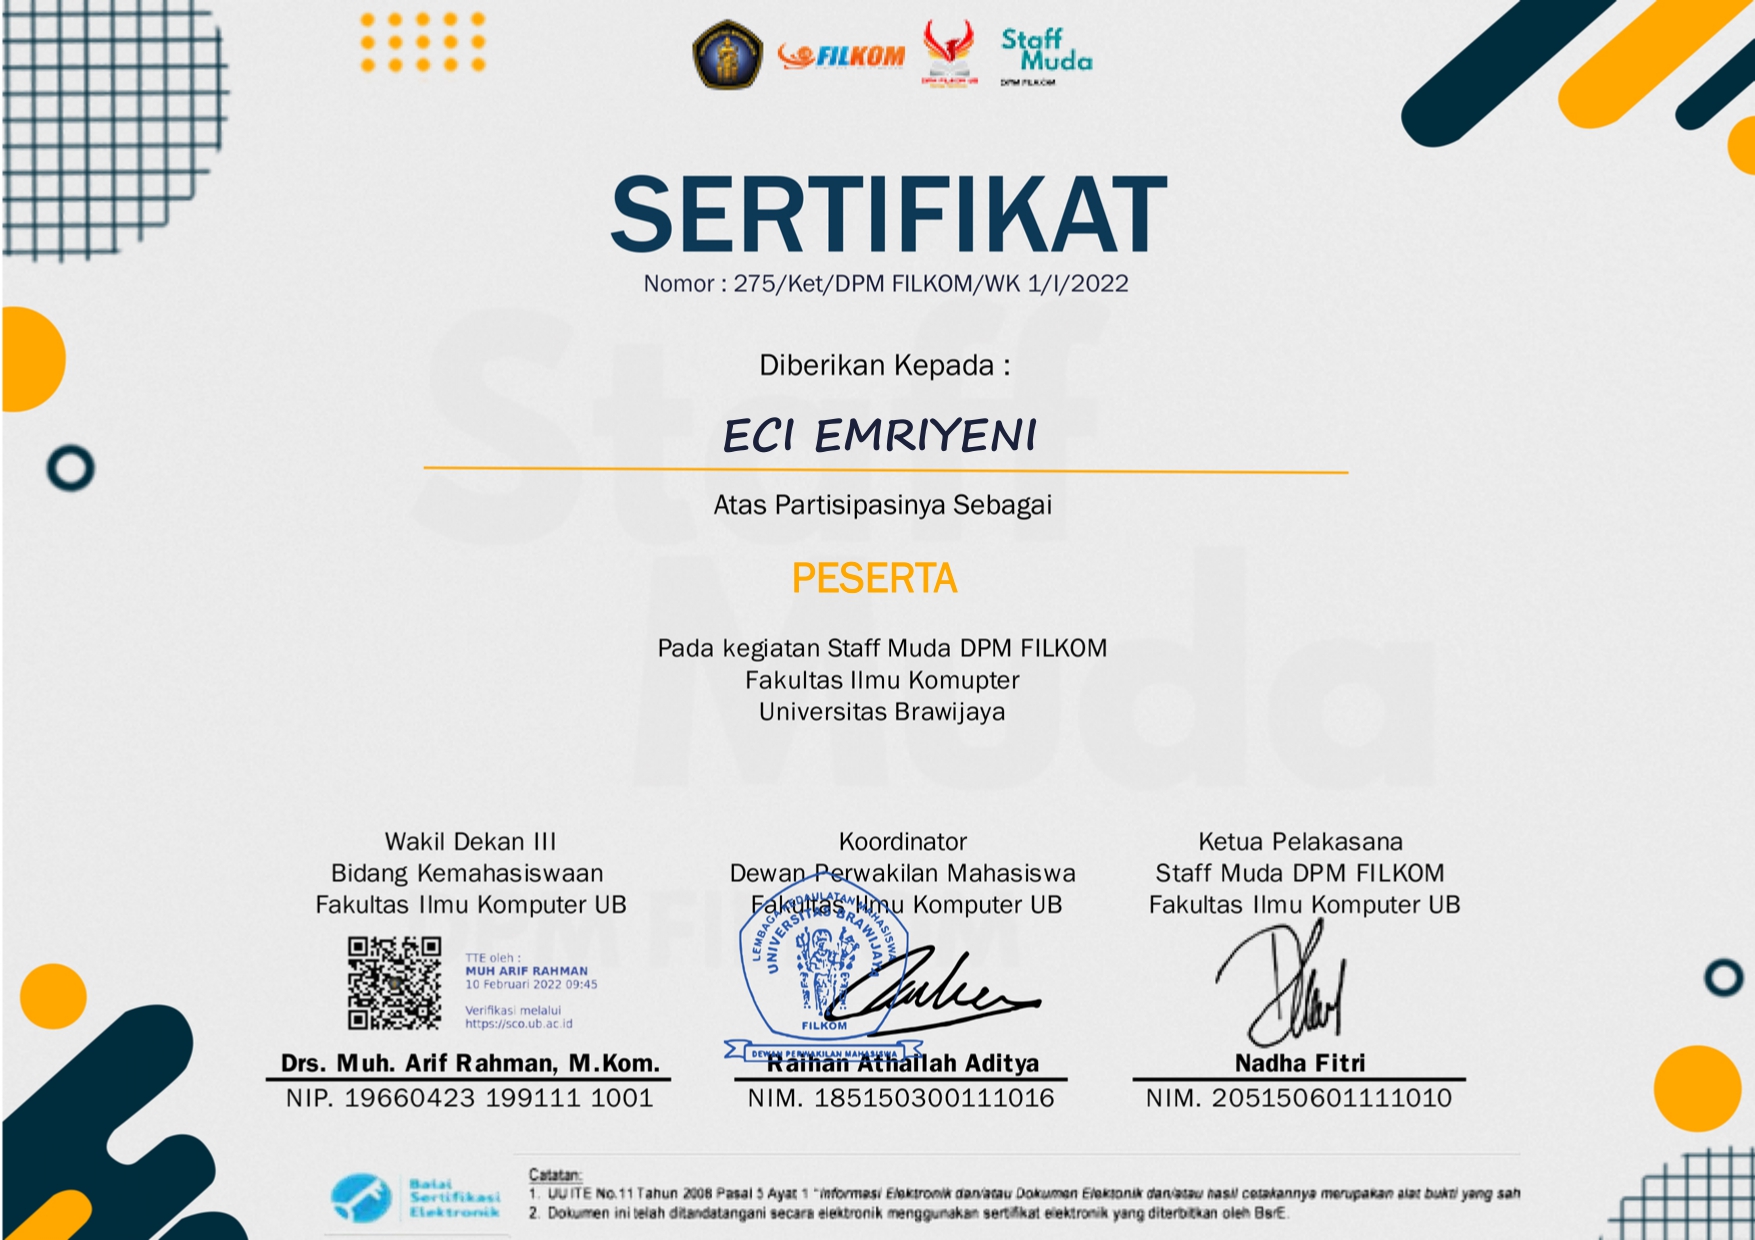 FILKOM
DPM FILKOM UB
Staff
Muda
DPM FILKOM
SERTIFIKAT
Nomor : 275/Ket/DPM FILKOM/WK 1/I/2022
Diberikan Kepada :
ECI EMRIYENI
Atas Partisipasinya Sebagai
PESERTA
Pada kegiatan Staff Muda DPM FILKOM
Fakultas Ilmu Komupter
Universitas Brawijaya
Staff
Muda
DPM FILKOM
Wakil Dekan III
Bidang Kemahasiswaan
Fakultas Ilmu Komputer UB
TTE oleh :
MUH ARIF RAHMAN
10 Februari 2022 09:45
Verifikasi melalui
https://sco.ub.ac.id
Drs. Muh. Arif Rahman, M.Kom.
NIP. 19660423 199111 1001
Koordinator
Dewan Perwakilan Mahasiswa
Fakultas Ilmu Komputer UB
LEMBAGA KEDAULATAN MAHASISWA
UNIVERSITAS BRAWIJAYA
FILKOM
DEWAN PERWAKILAN MAHASISWA
Raihan Athallah Aditya
NIM. 185150300111016
Ketua Pelakasana
Staff Muda DPM FILKOM
Fakultas Ilmu Komputer UB
Nadha Fitri
NIM. 205150601111010
Balai
Sertifikasi
Elektronik
Catatan:
1. UU ITE No.11 Tahun 2008 Pasal 5 Ayat 1 "Informasi Elektronik dan/atau Dokumen Elektonik dan/atau hasil cetakannya merupakan alat bukti yang sah
2. Dokumen ini telah ditandatangani secara elektronik menggunakan sertifikat elektronik yang diterbitkan oleh BsrE.